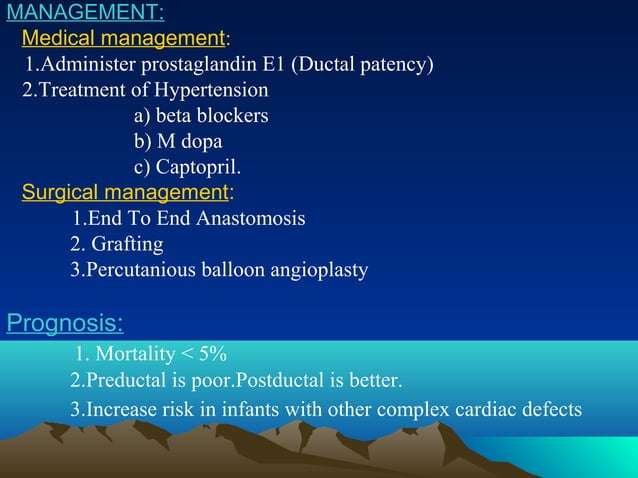 MANAGEMENT:
Medical management:
1.Administer prostaglandin E1 (Ductal patency)
2.Treatment of Hypertension
a) beta blockers
b) M dopa
c) Captopril.
Surgical management:
1.End To End Anastomosis
2. Grafting
3.Percutanious balloon angioplasty
Prognosis:
1. Mortality < 5%
2.Preductal is poor.Postductal is better.
3.Increase risk in infants with other complex cardiac defects